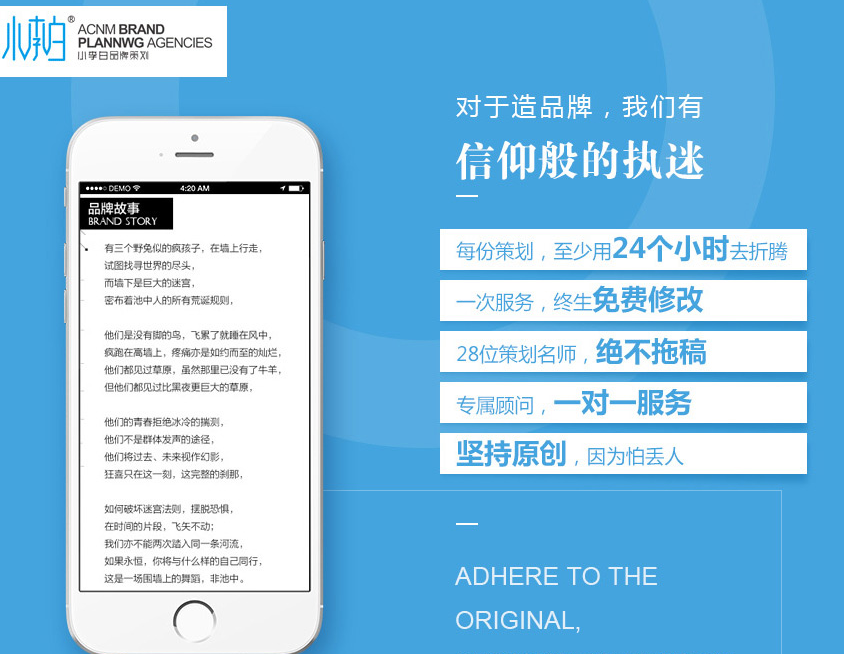 小李白®
ACNM BRAND
PLANNWG AGENCIES
小李白品牌策划
对于造品牌，我们有
信仰般的执迷
每份策划，至少用24个小时去折腾
一次服务，终生免费修改
28位策划名师，绝不拖稿
专属顾问，一对一服务
坚持原创，因为怕丢人
ADHERE TO THE
ORIGINAL,
DEMO
4:20 AM
品牌故事
BRAND STORY
有三个野兔似的疯孩子，在墙上行走，
试图找寻世界的尽头，
而墙下是巨大的迷宫，
密布着池中人的所有荒诞规则，
他们是没有脚的鸟，飞累了就睡在风中，
疯跑在高墙上，疼痛亦是如约而至的灿烂，
他们都见过草原，虽然那里已没有了牛羊，
但他们都见过比黑夜更巨大的草原，
他们的青春拒绝冰冷的揣测，
他们不是群体发声的途径，
他们将过去、未来视作幻影，
狂喜只在这一刻，这完整的刹那，
如何破坏迷宫法则，摆脱恐惧，
在时间的片段，飞矢不动；
我们亦不能两次踏入同一条河流，
如果永恒，你将与什么样的自己同行，
这是一场围墙上的舞蹈，非池中。